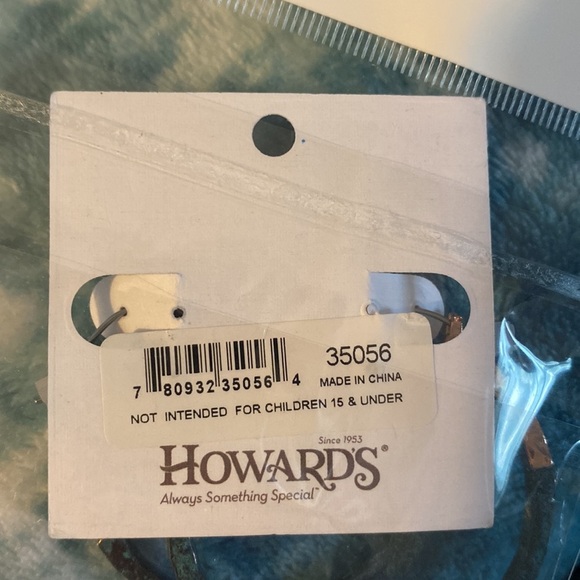 35056
7 80932 35056 4
MADE IN CHINA
NOT INTENDED FOR CHILDREN 15 & UNDER
Since 1953
HOWARD'S®
Always Something Special™